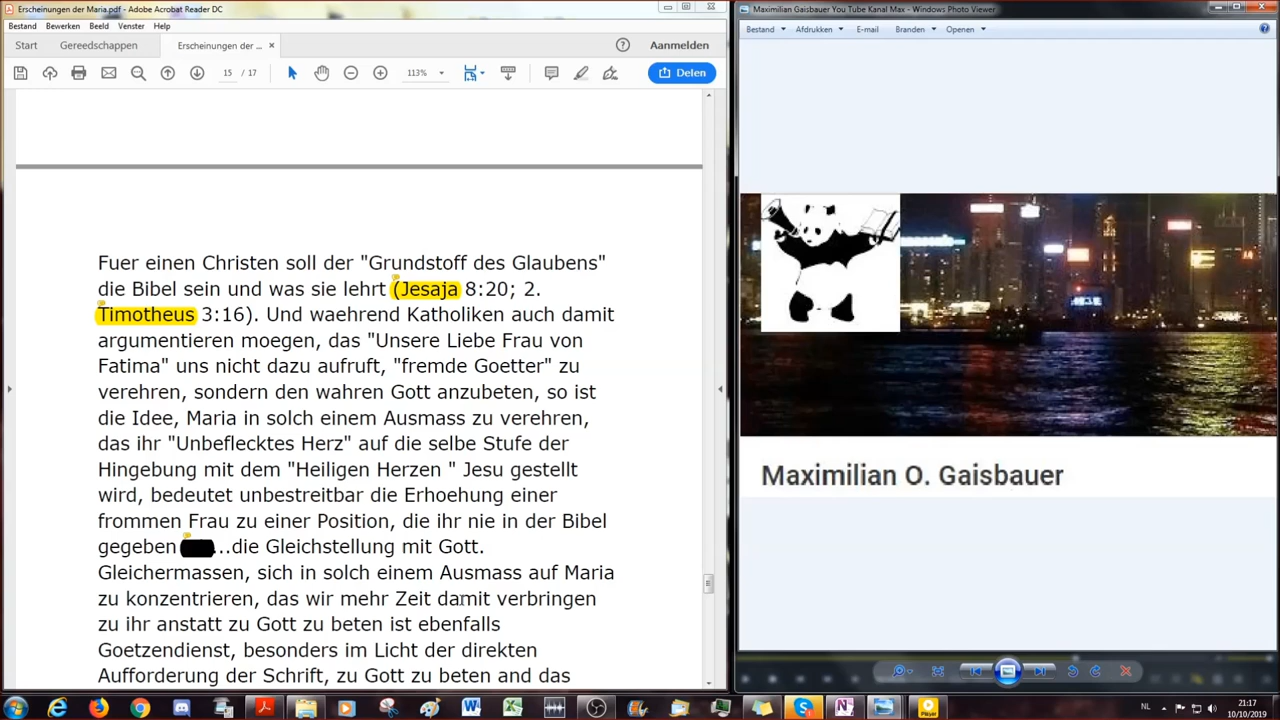 Erscheinungen der Maria.pdf - Adobe Acrobat Reader DC
Bestand Bewerken Beeld Venster Help
Start Gereedschappen Erscheinungen der ... × Aanmelden
15 / 17 113% Delen
Fuer einen Christen soll der "Grundstoff des Glaubens"
die Bibel sein und was sie lehrt (Jesaja 8:20; 2.
Timotheus 3:16). Und waehrend Katholiken auch damit
argumentieren moegen, das "Unsere Liebe Frau von
Fatima" uns nicht dazu aufruft, "fremde Goetter" zu
verehren, sondern den wahren Gott anzubeten, so ist
die Idee, Maria in solch einem Ausmass zu verehren,
das ihr "Unbeflecktes Herz" auf die selbe Stufe der
Hingebung mit dem "Heiligen Herzen " Jesu gestellt
wird, bedeutet unbestreitbar die Erhoehung einer
frommen Frau zu einer Position, die ihr nie in der Bibel
gegeben ..die Gleichstellung mit Gott.
Gleichermassen, sich in solch einem Ausmass auf Maria
zu konzentrieren, das wir mehr Zeit damit verbringen
zu ihr anstatt zu Gott zu beten ist ebenfalls
Goetzendienst, besonders im Licht der direkten
Aufforderung der Schrift, zu Gott zu beten and das
Maximilian Gaisbauer You Tube Kanal Max - Windows Photo Viewer
Bestand Afdrukken E-mail Branden Openen
Maximilian O. Gaisbauer
Player
NL 21:17
10/10/2019